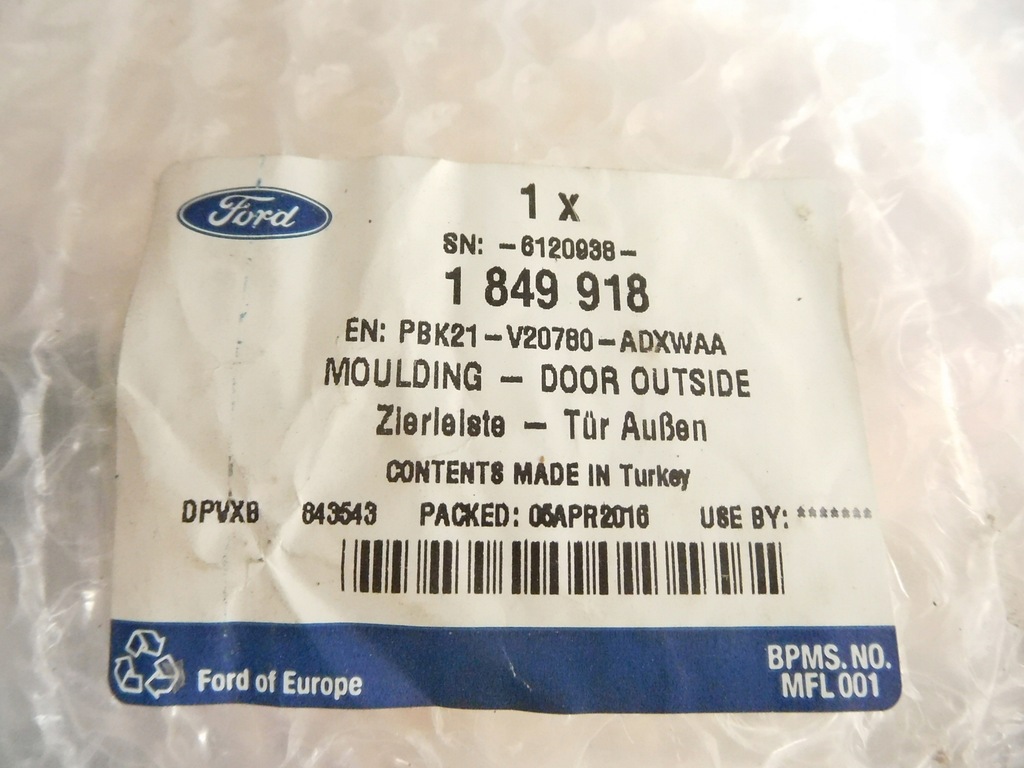 Ford
1 x
SN: -6120938-
1 849 918
EN: PBK21-V20780-ADXWAA
MOULDING - DOOR OUTSIDE
Zierleiste - Tür Außen
CONTENTS MADE IN Turkey
DPVXB 843543 PACKED: 05APR2016 USE BY: *******
Ford of Europe
BPMS. NO.
MFL 001